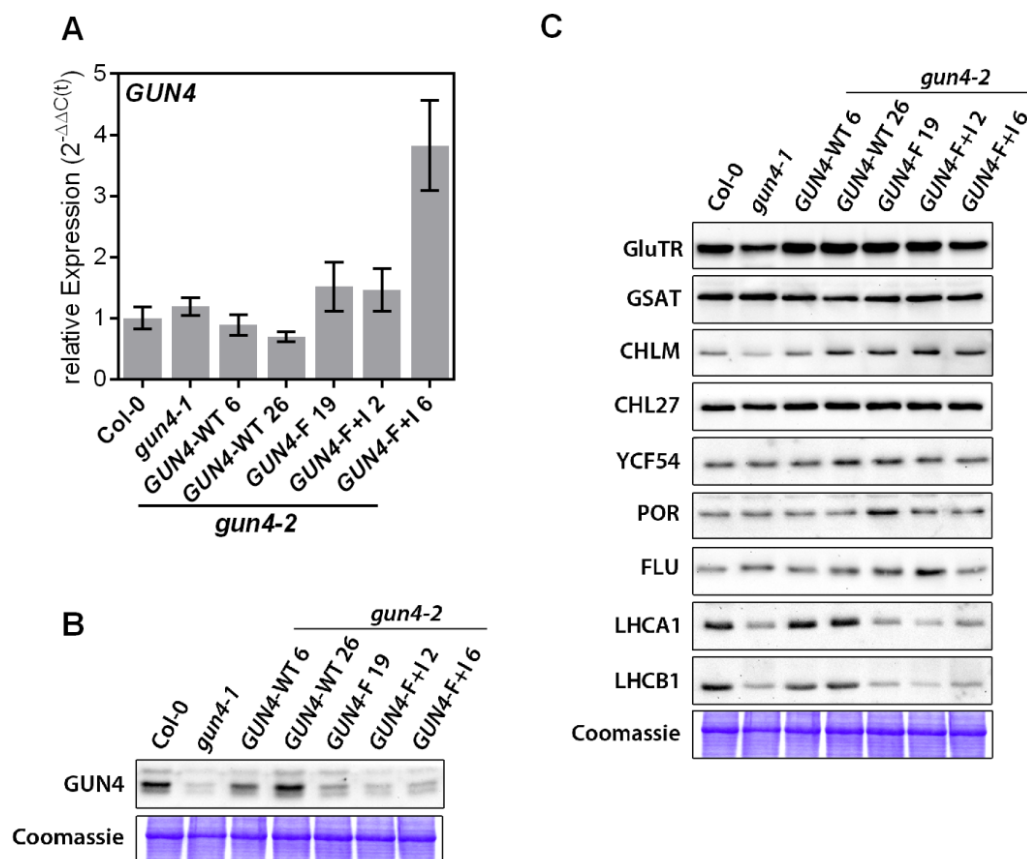 A
GUN4
relative Expression (2-ΔΔC(t))
5
4
3
2
1
0
Col-0
gun4-1
GUN4-WT 6
GUN4-WT 26
GUN4-F 19
GUN4-F+I 2
GUN4-F+I 6
gun4-2
B
gun4-2
Col-0
gun4-1
GUN4-WT 6
GUN4-WT 26
GUN4-F 19
GUN4-F+I 2
GUN4-F+I 6
GUN4
Coomassie
C
gun4-2
Col-0
gun4-1
GUN4-WT 6
GUN4-WT 26
GUN4-F 19
GUN4-F+I 2
GUN4-F+I 6
GluTR
GSAT
CHLM
CHL27
YCF54
POR
FLU
LHCA1
LHCB1
Coomassie